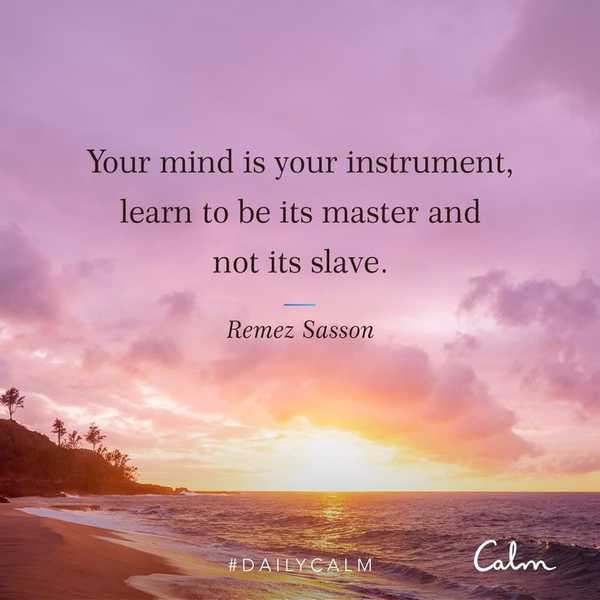 Your mind is your instrument,
learn to be its master and
not its slave.
Remez Sasson
#DAILYCALM
Calm